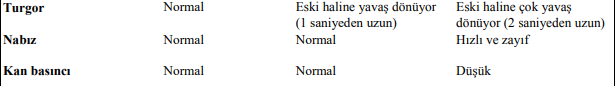 Turgor Normal Eski haline yavaş dönüyor Eski haline çok yavaş
(1 saniyeden uzun) dönüyor (2 saniyeden uzun)
Nabız Normal Normal Hızlı ve zayıf
Kan basıncı Normal Normal Düşük